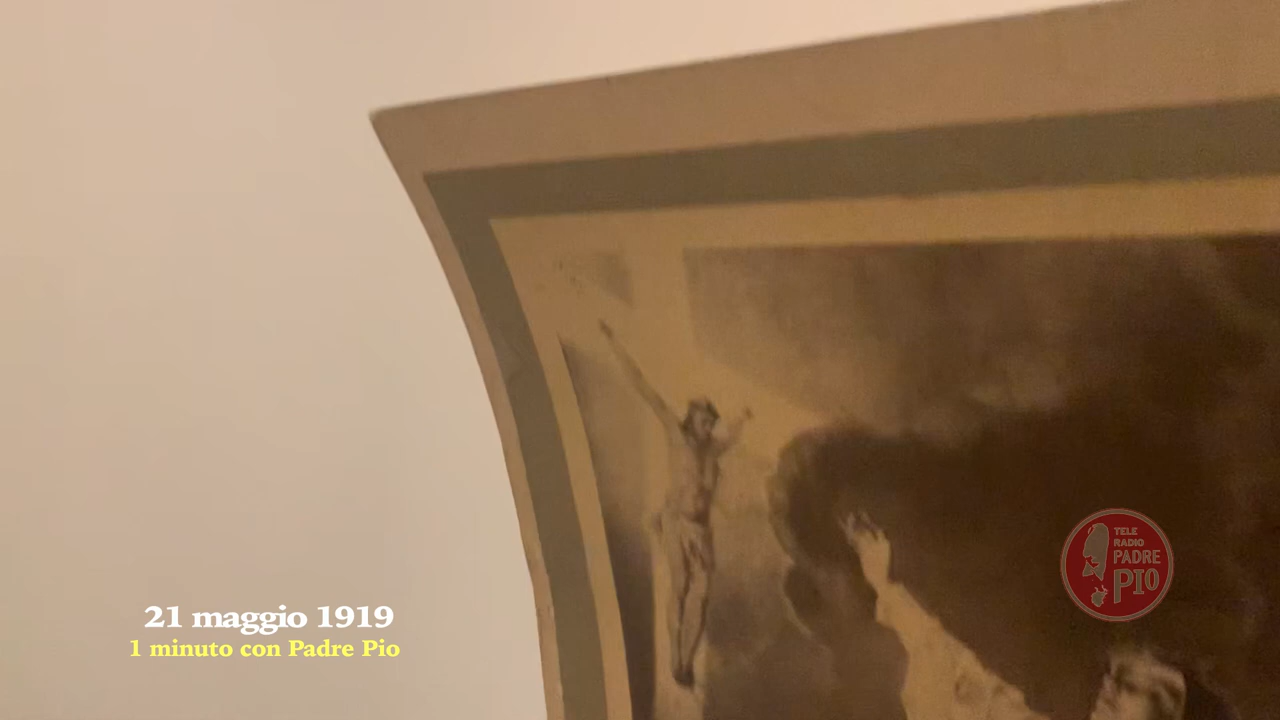 TELE
RADIO
PADRE
PIO
21 maggio 1919
1 minuto con Padre Pio